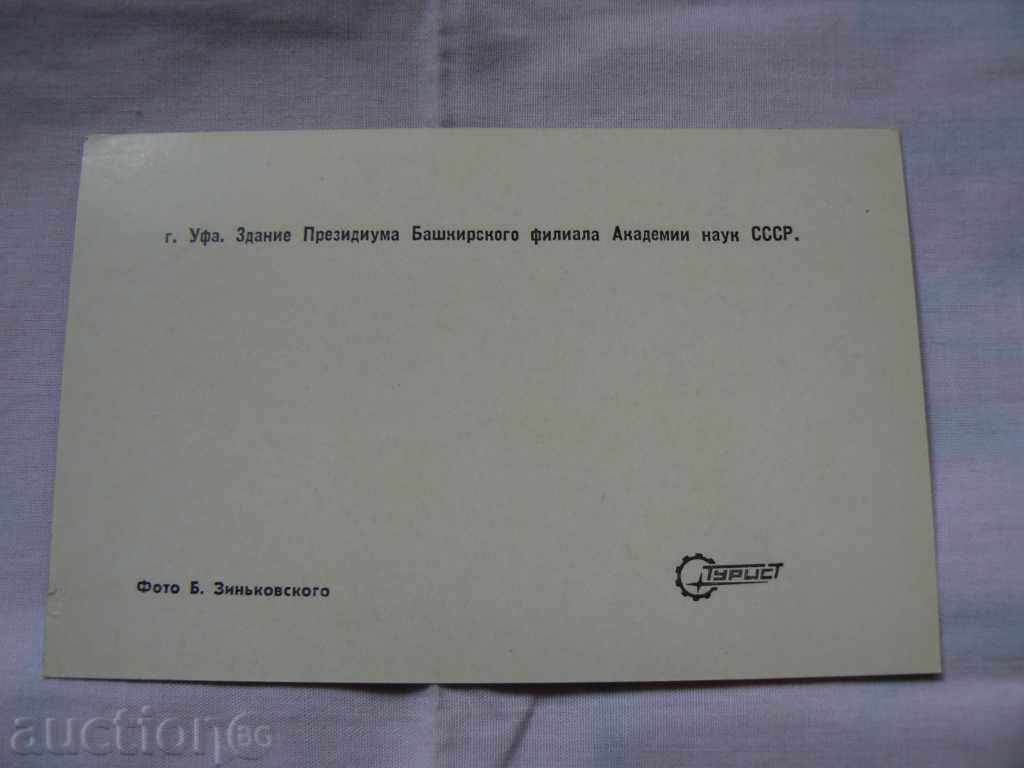 г. Уфа. Здание Президиума Башкирского филиала Академии наук СССР.
Фото Б. Зиньковского
ТУРИСТ
auction BG